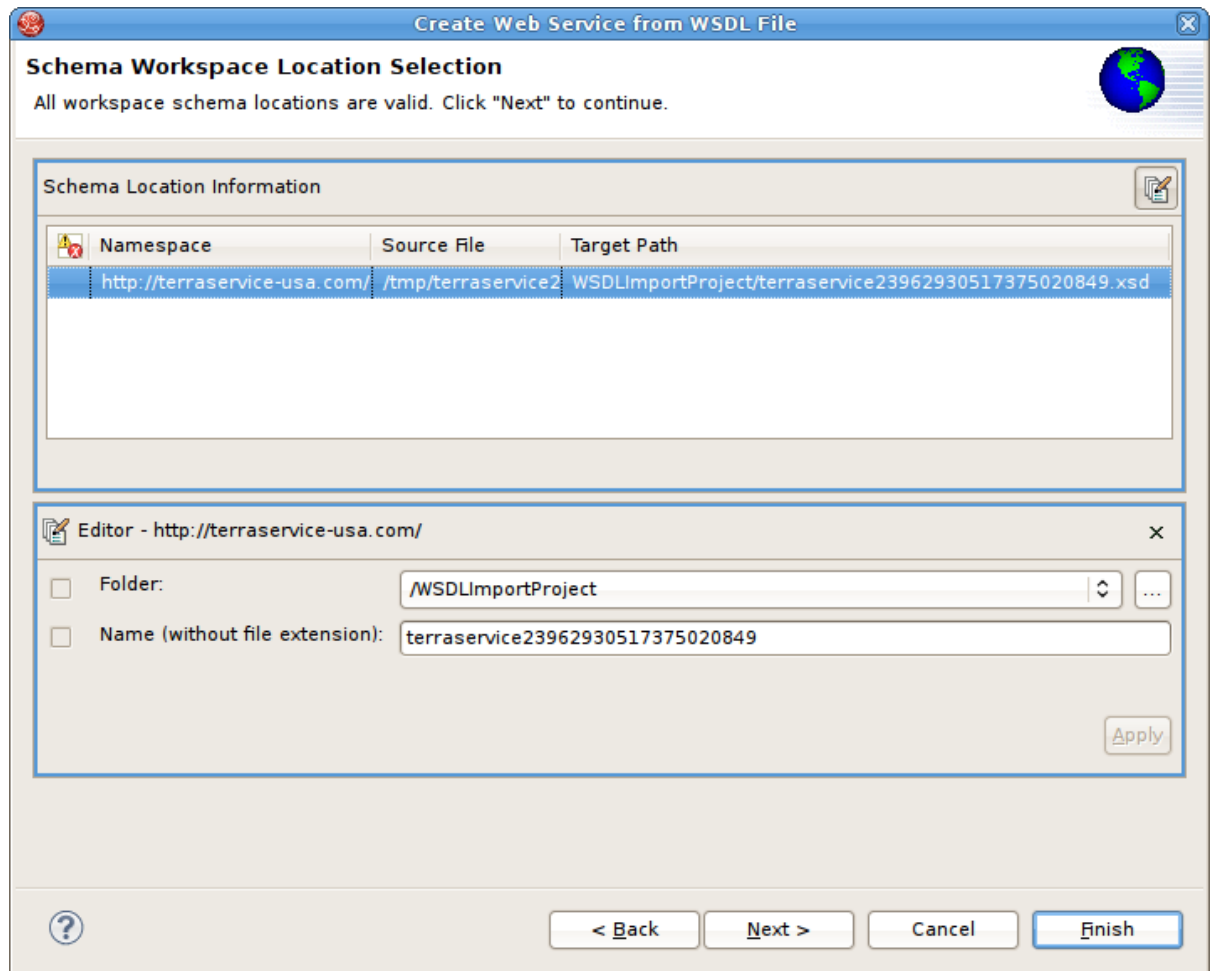 Create Web Service from WSDL File
Schema Workspace Location Selection
All workspace schema locations are valid. Click "Next" to continue.
Schema Location Information
Namespace Source File Target Path
http://terraservice-usa.com/ /tmp/terraservice2 WSDLImportProject/terraservice23962930517375020849.xsd
Editor - http://terraservice-usa.com/
Folder: /WSDLImportProject ...
Name (without file extension): terraservice23962930517375020849
Apply
< Back Next > Cancel Finish